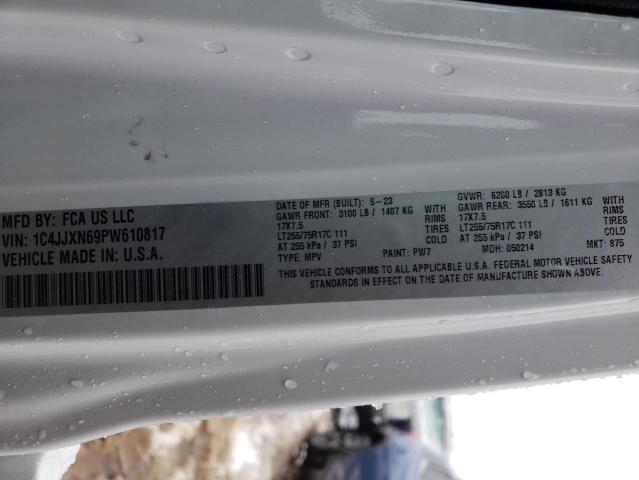 MFD BY: FCA US LLC
VIN: 1C4JJXN69PW610817
VEHICLE MADE IN: U.S.A.
DATE OF MFR (BUILT): 5-23
GAWR FRONT: 3100 LB / 1407 KG WITH
17X7.5 RIMS
LT255/75R17C 111 TIRES
AT 255 kPa / 37 PSI COLD
TYPE: MPV PAINT: PW7
GVWR: 6200 LB / 2813 KG
GAWR REAR: 3550 LB / 1611 KG WITH
17X7.5 RIMS
LT255/75R17C 111 TIRES
AT 255 kPa / 37 PSI COLD
MDH: 050214 MKT: 875
THIS VEHICLE CONFORMS TO ALL APPLICABLE U.S.A. FEDERAL MOTOR VEHICLE SAFETY
STANDARDS IN EFFECT ON THE DATE OF MANUFACTURE SHOWN ABOVE.